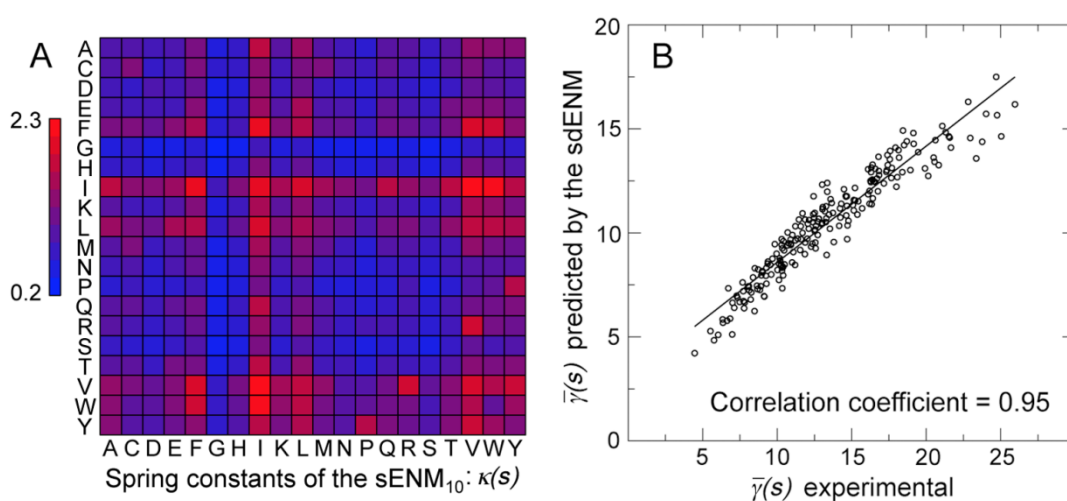 A
2.3
0.2
A
C
D
E
F
G
H
I
K
L
M
N
P
Q
R
S
T
V
W
Y
A C D E F G H I K L M N P Q R S T V W Y
Spring constants of the sENM10: κ(s)
B
20
15
10
5
0
γ̄(s) predicted by the sdENM
Correlation coefficient = 0.95
5 10 15 20 25
γ̄(s) experimental